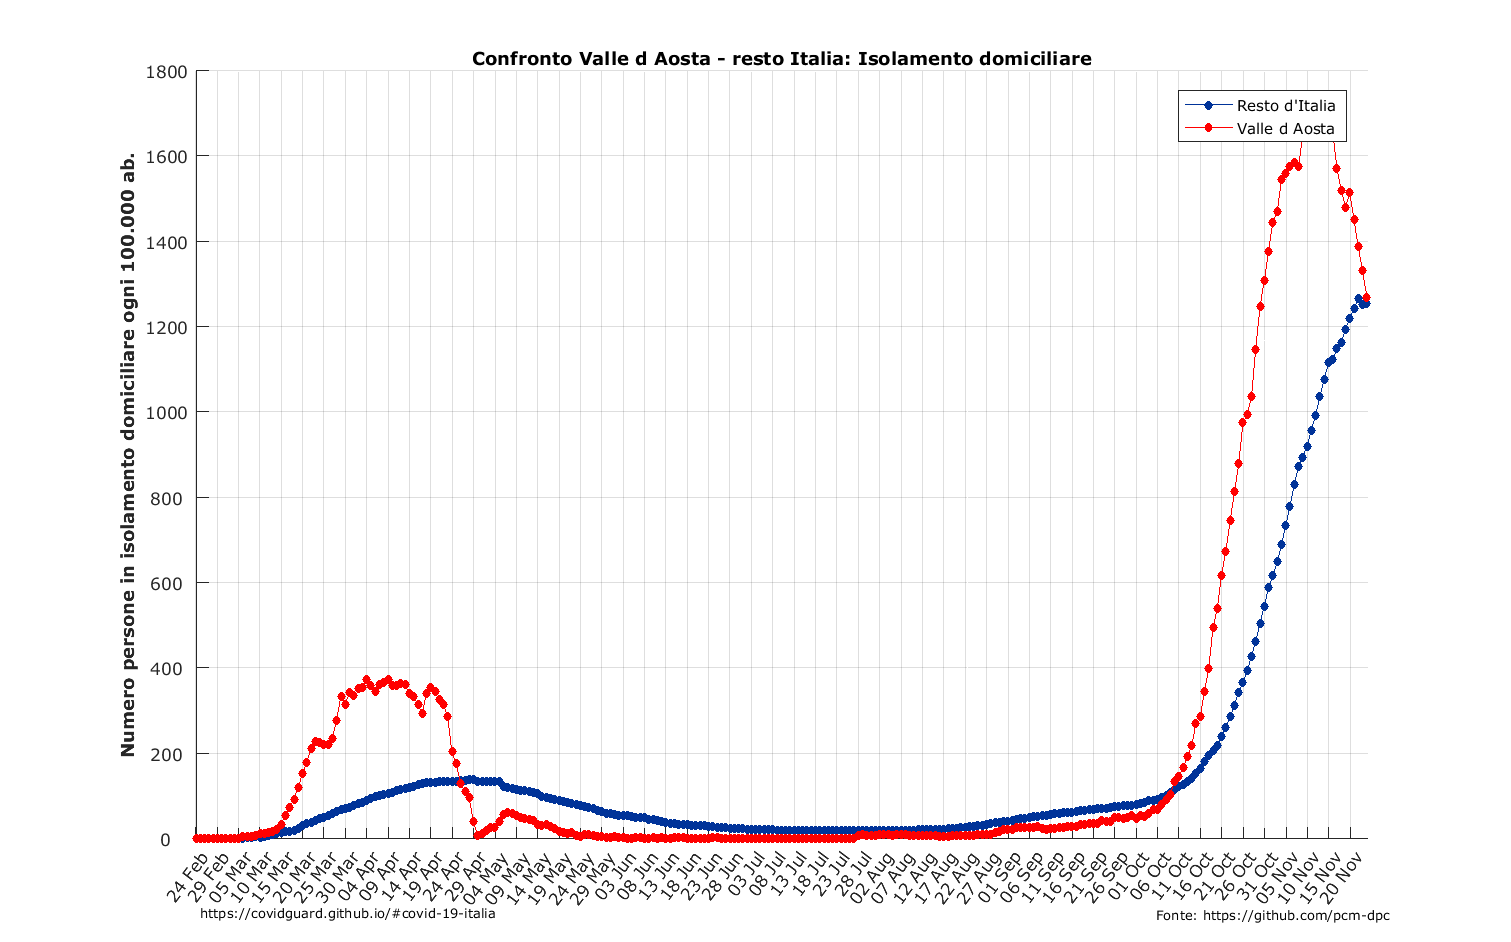 Confronto Valle d Aosta - resto Italia: Isolamento domiciliare
Numero persone in isolamento domiciliare ogni 100.000 ab.
1800
1600
1400
1200
1000
800
600
400
200
0
Resto d'Italia
Valle d Aosta
24 Feb
29 Feb
05 Mar
10 Mar
15 Mar
20 Mar
25 Mar
30 Mar
04 Apr
09 Apr
14 Apr
19 Apr
24 Apr
29 Apr
04 May
09 May
14 May
19 May
24 May
29 May
03 Jun
08 Jun
13 Jun
18 Jun
23 Jun
28 Jun
03 Jul
08 Jul
13 Jul
18 Jul
23 Jul
28 Jul
02 Aug
07 Aug
12 Aug
17 Aug
22 Aug
27 Aug
01 Sep
06 Sep
11 Sep
16 Sep
21 Sep
26 Sep
01 Oct
06 Oct
11 Oct
16 Oct
21 Oct
26 Oct
31 Oct
05 Nov
10 Nov
15 Nov
20 Nov
https://covidguard.github.io/#covid-19-italia
Fonte: https://github.com/pcm-dpc